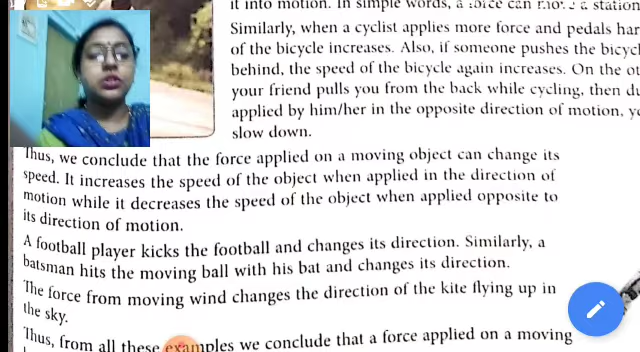 it into motion. In simple words, a force can move a station
Similarly, when a cyclist applies more force and pedals har
of the bicycle increases. Also, if someone pushes the bicycl
behind, the speed of the bicycle again increases. On the ot
your friend pulls you from the back while cycling, then du
applied by him/her in the opposite direction of motion, yo
slow down.
Thus, we conclude that the force applied on a moving object can change its
speed. It increases the speed of the object when applied in the direction of
motion while it decreases the speed of the object when applied opposite to
its direction of motion.
A football player kicks the football and changes its direction. Similarly, a
batsman hits the moving ball with his bat and changes its direction.
The force from moving wind changes the direction of the kite flying up in
the sky.
Thus, from all these examples we conclude that a force applied on a moving